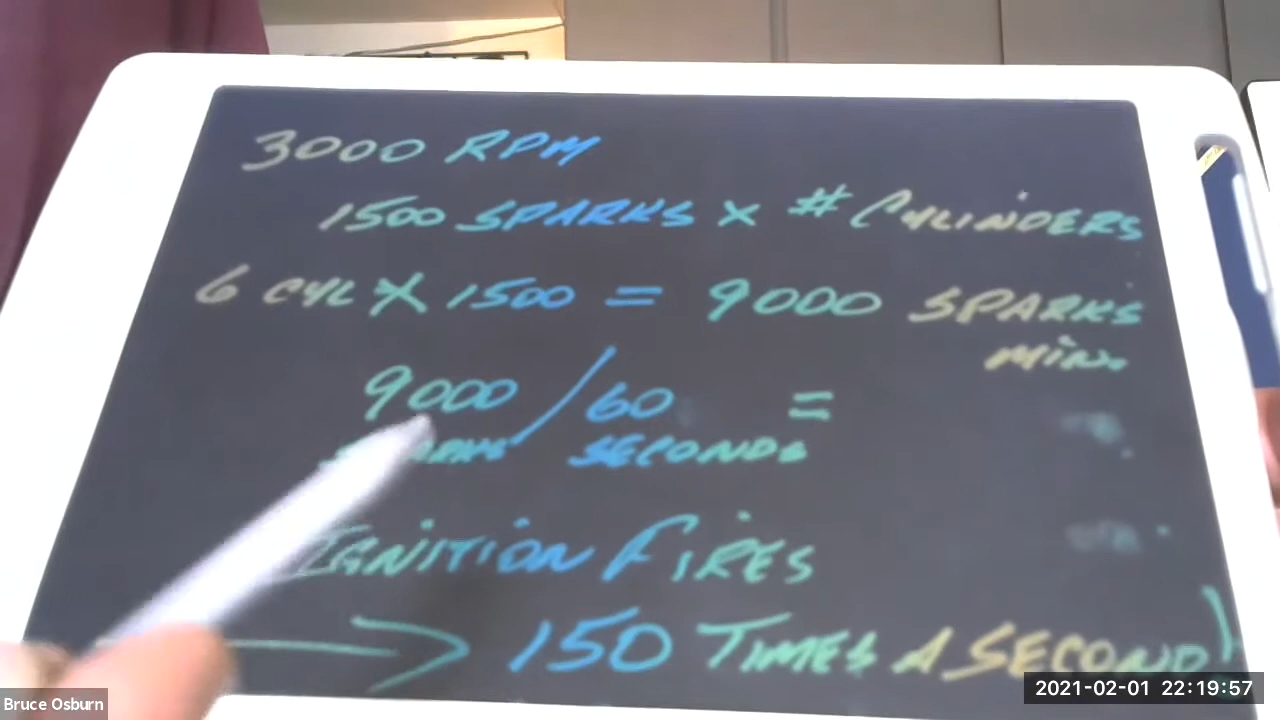 3000 RPM
1500 SPARKS X # CYLINDERS
6 CYL X 1500 = 9000 SPARKS
MIN.
9000 / 60 =
SPARKS SECONDS
IGNITION FIRES
150 TIMES A SECOND!
Bruce Osburn
2021-02-01 22:19:57